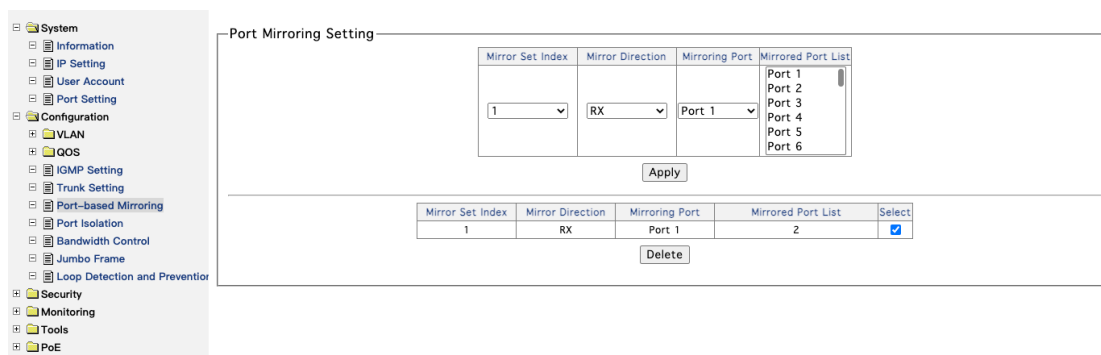 System
Information
IP Setting
User Account
Port Setting
Configuration
VLAN
QOS
IGMP Setting
Trunk Setting
Port-based Mirroring
Port Isolation
Bandwidth Control
Jumbo Frame
Loop Detection and Prevention
Security
Monitoring
Tools
PoE
Port Mirroring Setting
Mirror Set Index Mirror Direction Mirroring Port Mirrored Port List
1 RX Port 1
Port 1
Port 2
Port 3
Port 4
Port 5
Port 6
Apply
Mirror Set Index Mirror Direction Mirroring Port Mirrored Port List Select
1 RX Port 1 2
Delete